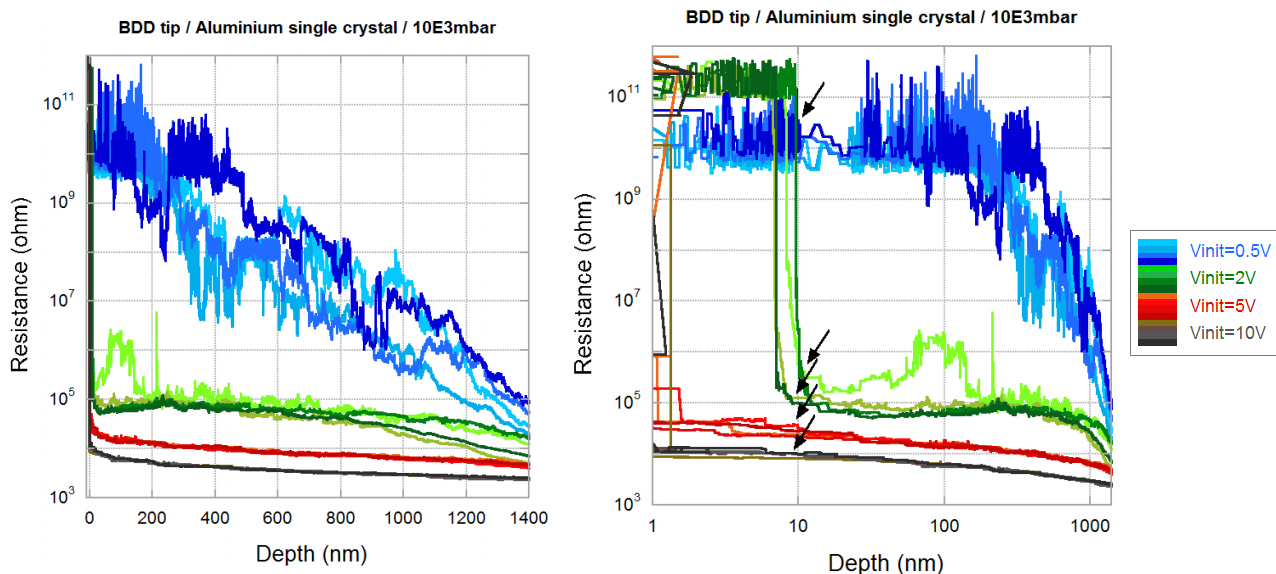 BDD tip / Aluminium single crystal / 10E3mbar
Resistance (ohm)
10¹¹
10⁹
10⁷
10⁵
10³
0 200 400 600 800 1000 1200 1400
Depth (nm)
BDD tip / Aluminium single crystal / 10E3mbar
Resistance (ohm)
10¹¹
10⁹
10⁷
10⁵
10³
1 10 100 1000
Depth (nm)
Vinit=0.5V
Vinit=2V
Vinit=5V
Vinit=10V